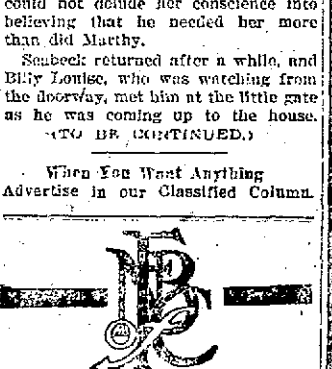 could not delude her conscience into
believing that he needed her more
than did Marthy.
Seabeck returned after a while, and
Billy Louise, who was watching from
the doorway, met him at the little gate
as he was coming up to the house.
(TO BE CONTINUED.)
When You Want Anything
Advertise in our Classified Column.